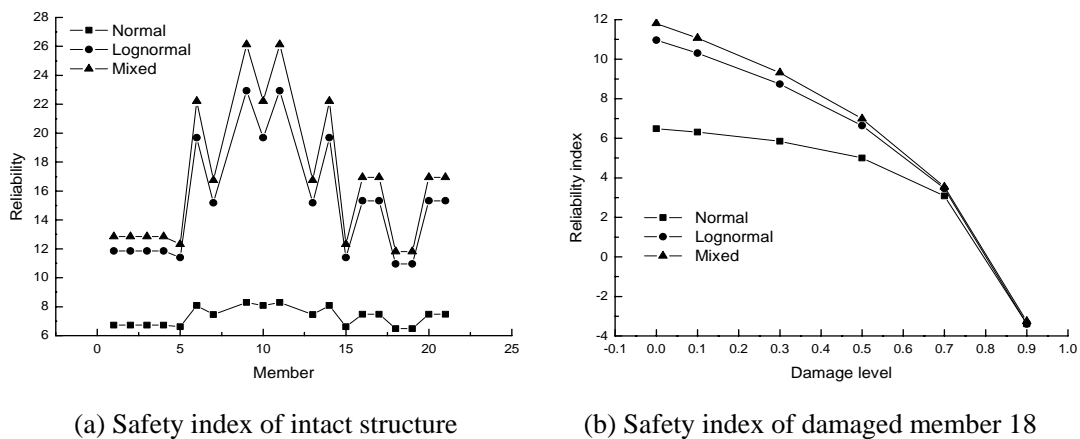 28
26
24
22
20
18
16
14
12
10
8
6
Reliability
Normal
Lognormal
Mixed
0 5 10 15 20 25
Member
(a) Safety index of intact structure
12
10
8
6
4
2
0
-2
-4
Reliability index
Normal
Lognormal
Mixed
-0.1 0.0 0.1 0.2 0.3 0.4 0.5 0.6 0.7 0.8 0.9 1.0
Damage level
(b) Safety index of damaged member 18